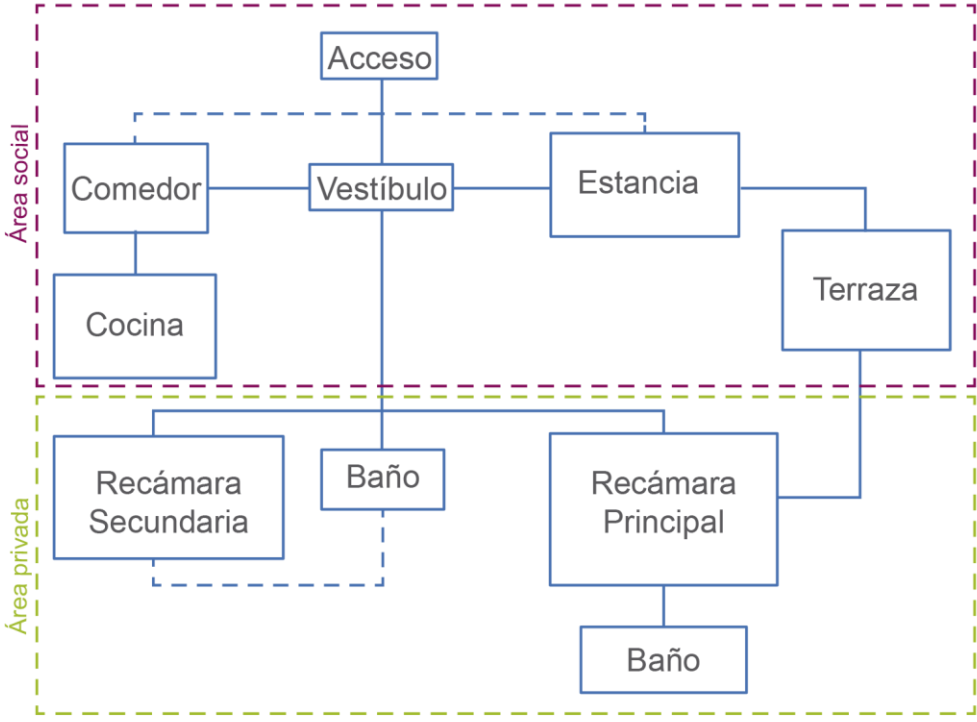 Área social
Acceso
Comedor
Vestíbulo
Estancia
Cocina
Terraza
Área privada
Recámara
Secundaria
Baño
Recámara
Principal
Baño